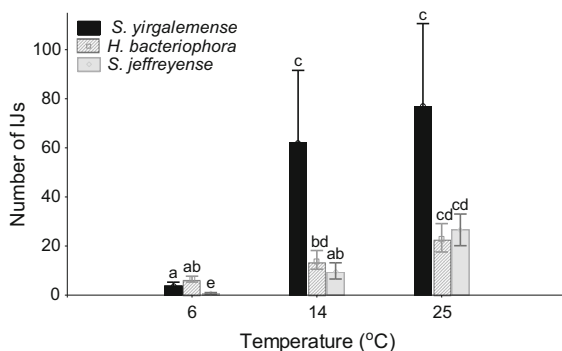 S. yirgalemense
H. bacteriophora
S. jeffreyense
Number of IJs
100
80
60
40
20
0
a ab e
c bd ab
c cd cd
6 14 25
Temperature (°C)